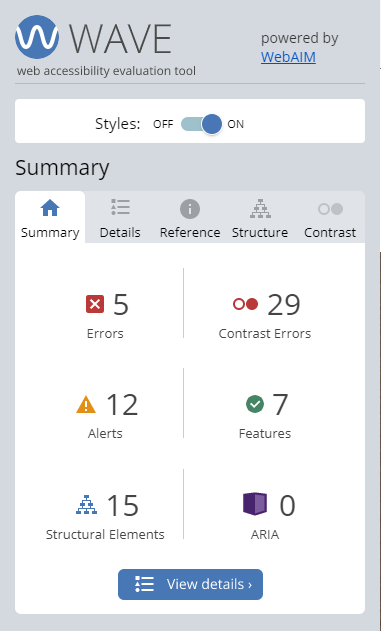 WAVE
powered by
WebAIM
web accessibility evaluation tool
Styles: OFF ON
Summary
Summary Details Reference Structure Contrast
5 29
Errors Contrast Errors
12 7
Alerts Features
15 0
Structural Elements ARIA
View details ›